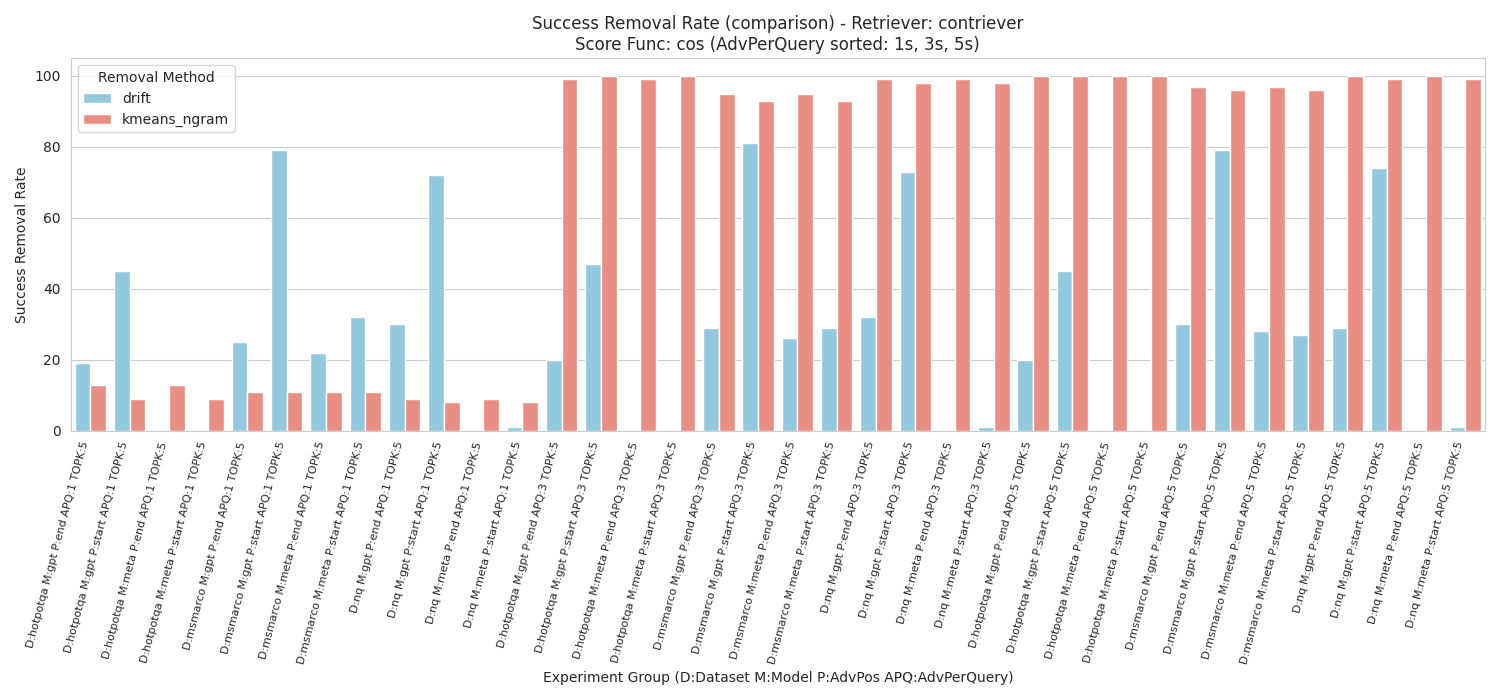 Success Removal Rate (comparison) - Retriever: contriever
Score Func: cos (AdvPerQuery sorted: 1s, 3s, 5s)
Removal Method
drift
kmeans_ngram
Success Removal Rate
100
80
60
40
20
0
D:hotpotqa M:gpt P:end APQ:1 TOPK:5
D:hotpotqa M:gpt P:start APQ:1 TOPK:5
D:hotpotqa M:meta P:end APQ:1 TOPK:5
D:hotpotqa M:meta P:start APQ:1 TOPK:5
D:msmarco M:gpt P:end APQ:1 TOPK:5
D:msmarco M:gpt P:start APQ:1 TOPK:5
D:msmarco M:meta P:end APQ:1 TOPK:5
D:msmarco M:meta P:start APQ:1 TOPK:5
D:nq M:gpt P:end APQ:1 TOPK:5
D:nq M:gpt P:start APQ:1 TOPK:5
D:nq M:meta P:end APQ:1 TOPK:5
D:nq M:meta P:start APQ:1 TOPK:5
D:hotpotqa M:gpt P:end APQ:3 TOPK:5
D:hotpotqa M:gpt P:start APQ:3 TOPK:5
D:hotpotqa M:meta P:end APQ:3 TOPK:5
D:hotpotqa M:meta P:start APQ:3 TOPK:5
D:msmarco M:gpt P:end APQ:3 TOPK:5
D:msmarco M:gpt P:start APQ:3 TOPK:5
D:msmarco M:meta P:end APQ:3 TOPK:5
D:msmarco M:meta P:start APQ:3 TOPK:5
D:nq M:gpt P:end APQ:3 TOPK:5
D:nq M:gpt P:start APQ:3 TOPK:5
D:nq M:meta P:end APQ:3 TOPK:5
D:nq M:meta P:start APQ:3 TOPK:5
D:hotpotqa M:gpt P:end APQ:5 TOPK:5
D:hotpotqa M:gpt P:start APQ:5 TOPK:5
D:hotpotqa M:meta P:end APQ:5 TOPK:5
D:hotpotqa M:meta P:start APQ:5 TOPK:5
D:msmarco M:gpt P:end APQ:5 TOPK:5
D:msmarco M:gpt P:start APQ:5 TOPK:5
D:msmarco M:meta P:end APQ:5 TOPK:5
D:msmarco M:meta P:start APQ:5 TOPK:5
D:nq M:gpt P:end APQ:5 TOPK:5
D:nq M:gpt P:start APQ:5 TOPK:5
D:nq M:meta P:end APQ:5 TOPK:5
D:nq M:meta P:start APQ:5 TOPK:5
Experiment Group (D:Dataset M:Model P:AdvPos APQ:AdvPerQuery)